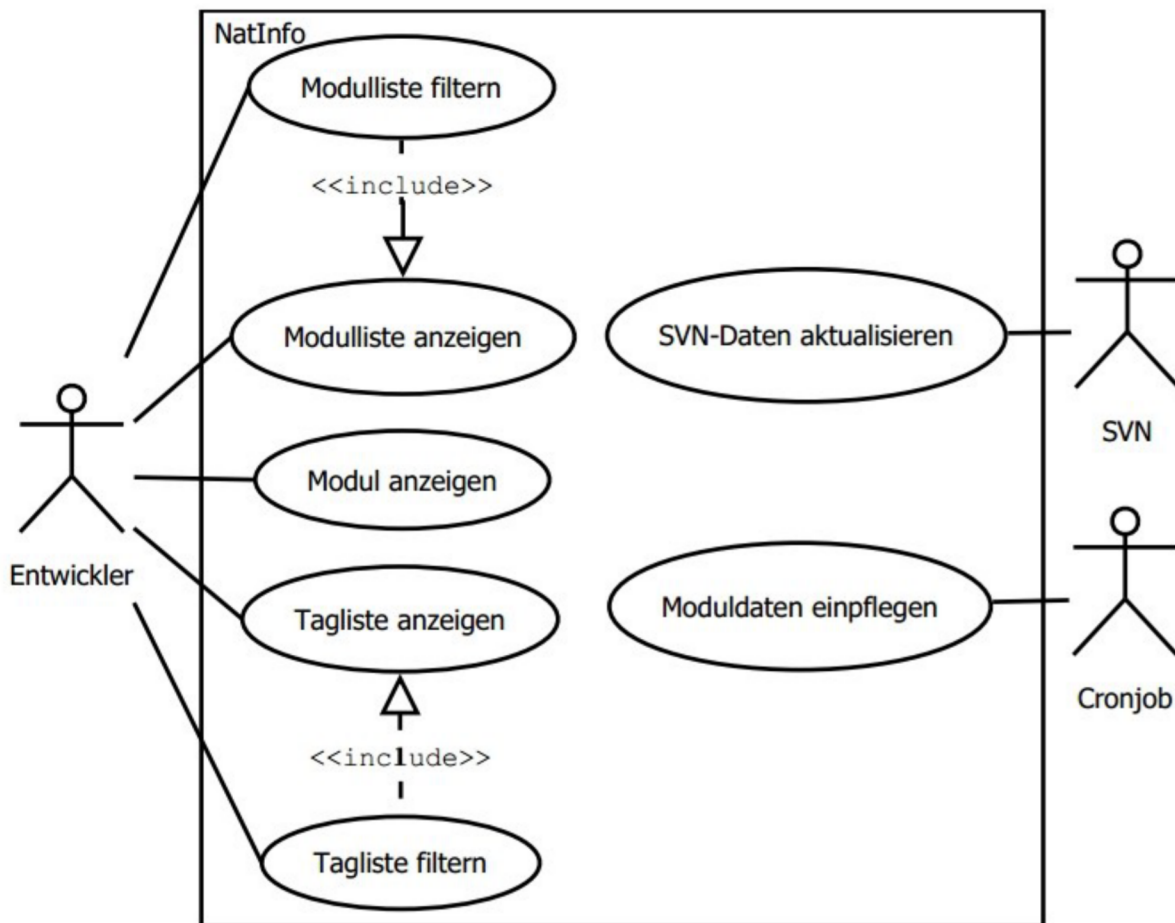 NatInfo
Modulliste filtern
<<include>>
Modulliste anzeigen
SVN-Daten aktualisieren
SVN
Modul anzeigen
Entwickler
Tagliste anzeigen
Moduldaten einpflegen
Cronjob
<<include>>
Tagliste filtern